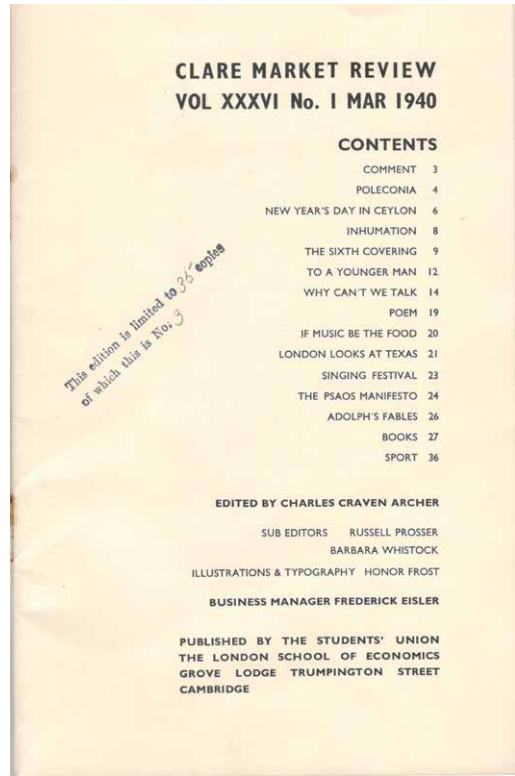 CLARE MARKET REVIEW
VOL XXXVI No. 1 MAR 1940
CONTENTS
COMMENT 3
POLECONIA 4
NEW YEAR'S DAY IN CEYLON 6
INHUMATION 8
THE SIXTH COVERING 9
TO A YOUNGER MAN 12
WHY CAN'T WE TALK 14
POEM 19
IF MUSIC BE THE FOOD 20
LONDON LOOKS AT TEXAS 21
SINGING FESTIVAL 23
THE PSAOS MANIFESTO 24
ADOLPH'S FABLES 26
BOOKS 27
SPORT 36
This edition is limited to 35 copies
of which this is No: 3
EDITED BY CHARLES CRAVEN ARCHER
SUB EDITORS RUSSELL PROSSER
BARBARA WHISTOCK
ILLUSTRATIONS & TYPOGRAPHY HONOR FROST
BUSINESS MANAGER FREDERICK EISLER
PUBLISHED BY THE STUDENTS' UNION
THE LONDON SCHOOL OF ECONOMICS
GROVE LODGE TRUMPINGTON STREET
CAMBRIDGE